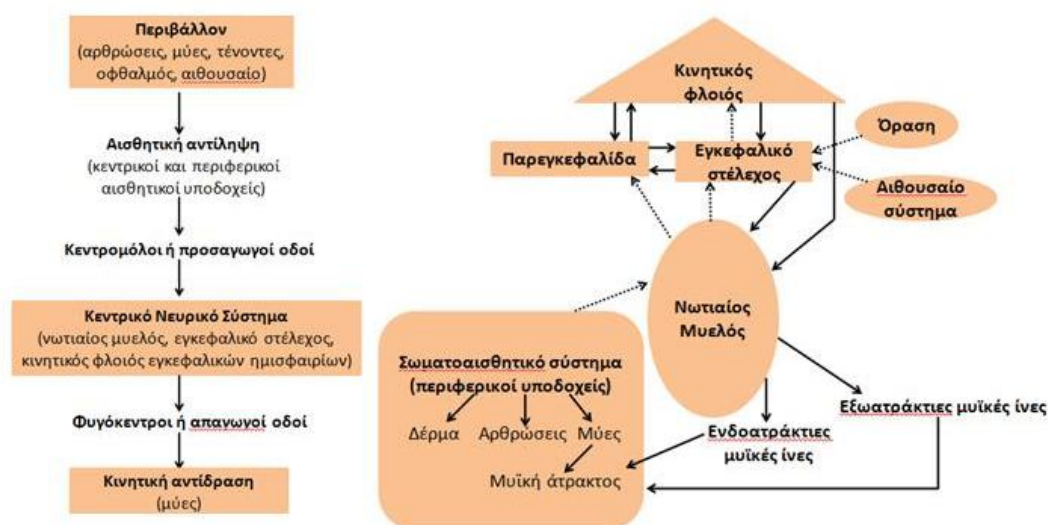 Περιβάλλον
(αρθρώσεις, μύες, τένοντες,
οφθαλμός, αιθουσαίο)
Αισθητική αντίληψη
(κεντρικοί και περιφερικοί
αισθητικοί υποδοχείς)
Κεντρομόλοι ή προσαγωγοί οδοί
Κεντρικό Νευρικό Σύστημα
(νωτιαίος μυελός, εγκεφαλικό στέλεχος,
κινητικός φλοιός εγκεφαλικών ημισφαιρίων)
Φυγόκεντροι ή απαγωγοί οδοί
Κινητική αντίδραση
(μύες)
Κινητικός
φλοιός
Παρεγκεφαλίδα
Εγκεφαλικό
στέλεχος
Όραση
Αιθουσαίο
σύστημα
Νωτιαίος
Μυελός
Σωματοαισθητικό σύστημα
(περιφερικοί υποδοχείς)
Δέρμα
Αρθρώσεις
Μύες
Μυϊκή άτρακτος
Ενδοατράκτιες
μυϊκές ίνες
Εξωατράκτιες μυϊκές ίνες